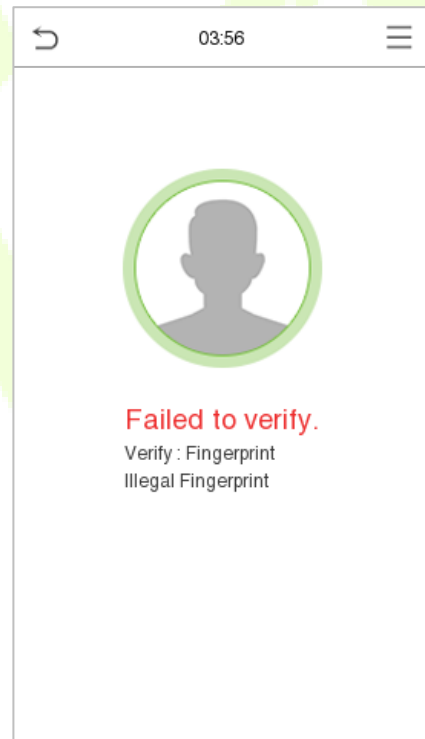 03:56
Failed to verify.
Verify : Fingerprint
Illegal Fingerprint